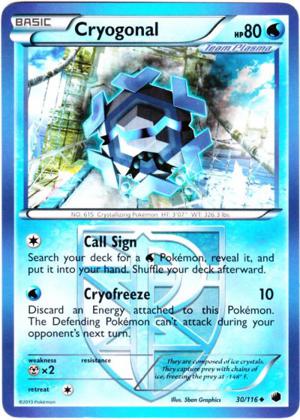 BASIC
Cryogonal
HP80
Team Plasma
NO. 615 Crystallizing Pokémon HT: 3'07" WT: 326.3 lbs.
Call Sign
Search your deck for a Pokémon, reveal it, and
put it into your hand. Shuffle your deck afterward.
Cryofreeze 10
Discard an Energy attached to this Pokémon.
The Defending Pokémon can't attack during your
opponent's next turn.
weakness
×2
resistance
retreat
They are composed of ice crystals.
They capture prey with chains
of ice, freezing the prey at -148° F.
Illus. 5ban Graphics
30/116
©2013 Pokémon